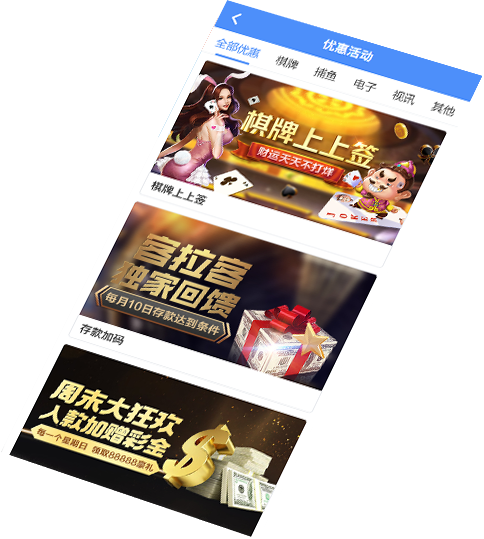 优惠活动
全部优惠 棋牌 捕鱼 电子 视讯 其他
棋牌上上签
财运天天不打烊
JOKER
棋牌上上签
客拉客
独家回馈
每月10日存款达到条件
存款加码
周末大狂欢
入款加赠彩金
每一个星期日 领取88888豪礼